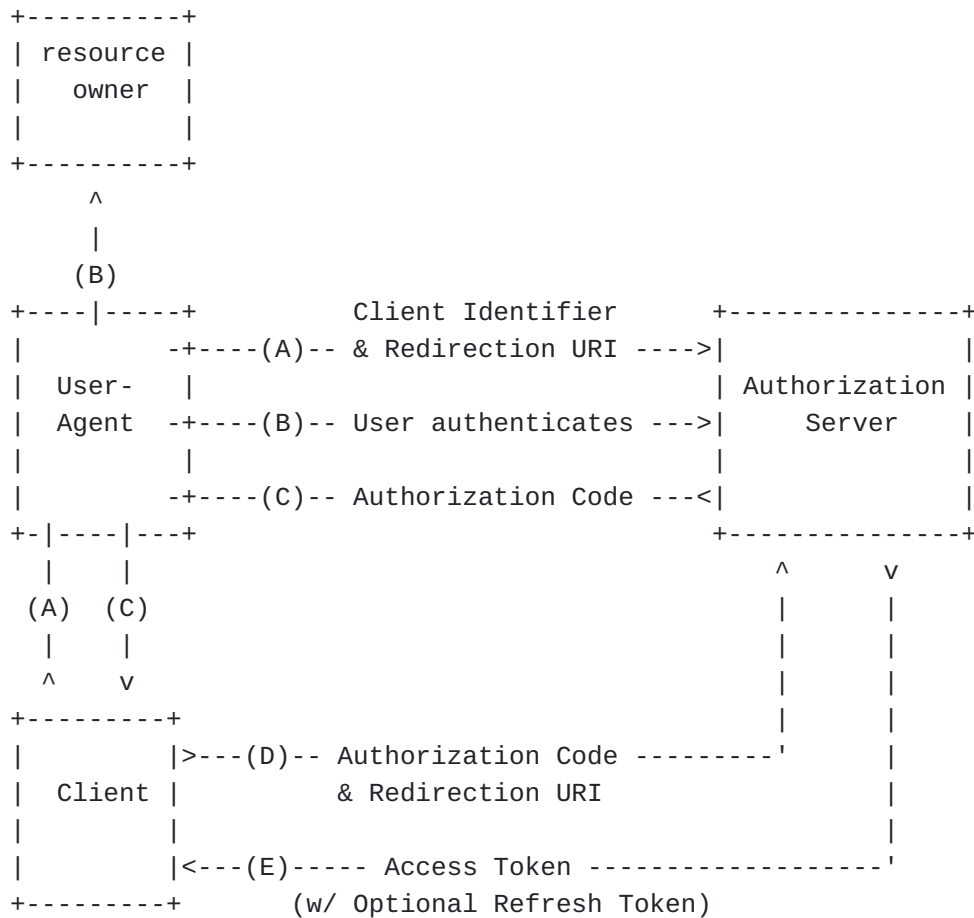 resource
owner
(B)
Client Identifier
(A) & Redirection URI
User-
Authorization
Agent
(B) User authenticates
Server
(C) Authorization Code
(A) (C)
(D) Authorization Code
Client
& Redirection URI
(E) Access Token
(w/ Optional Refresh Token)